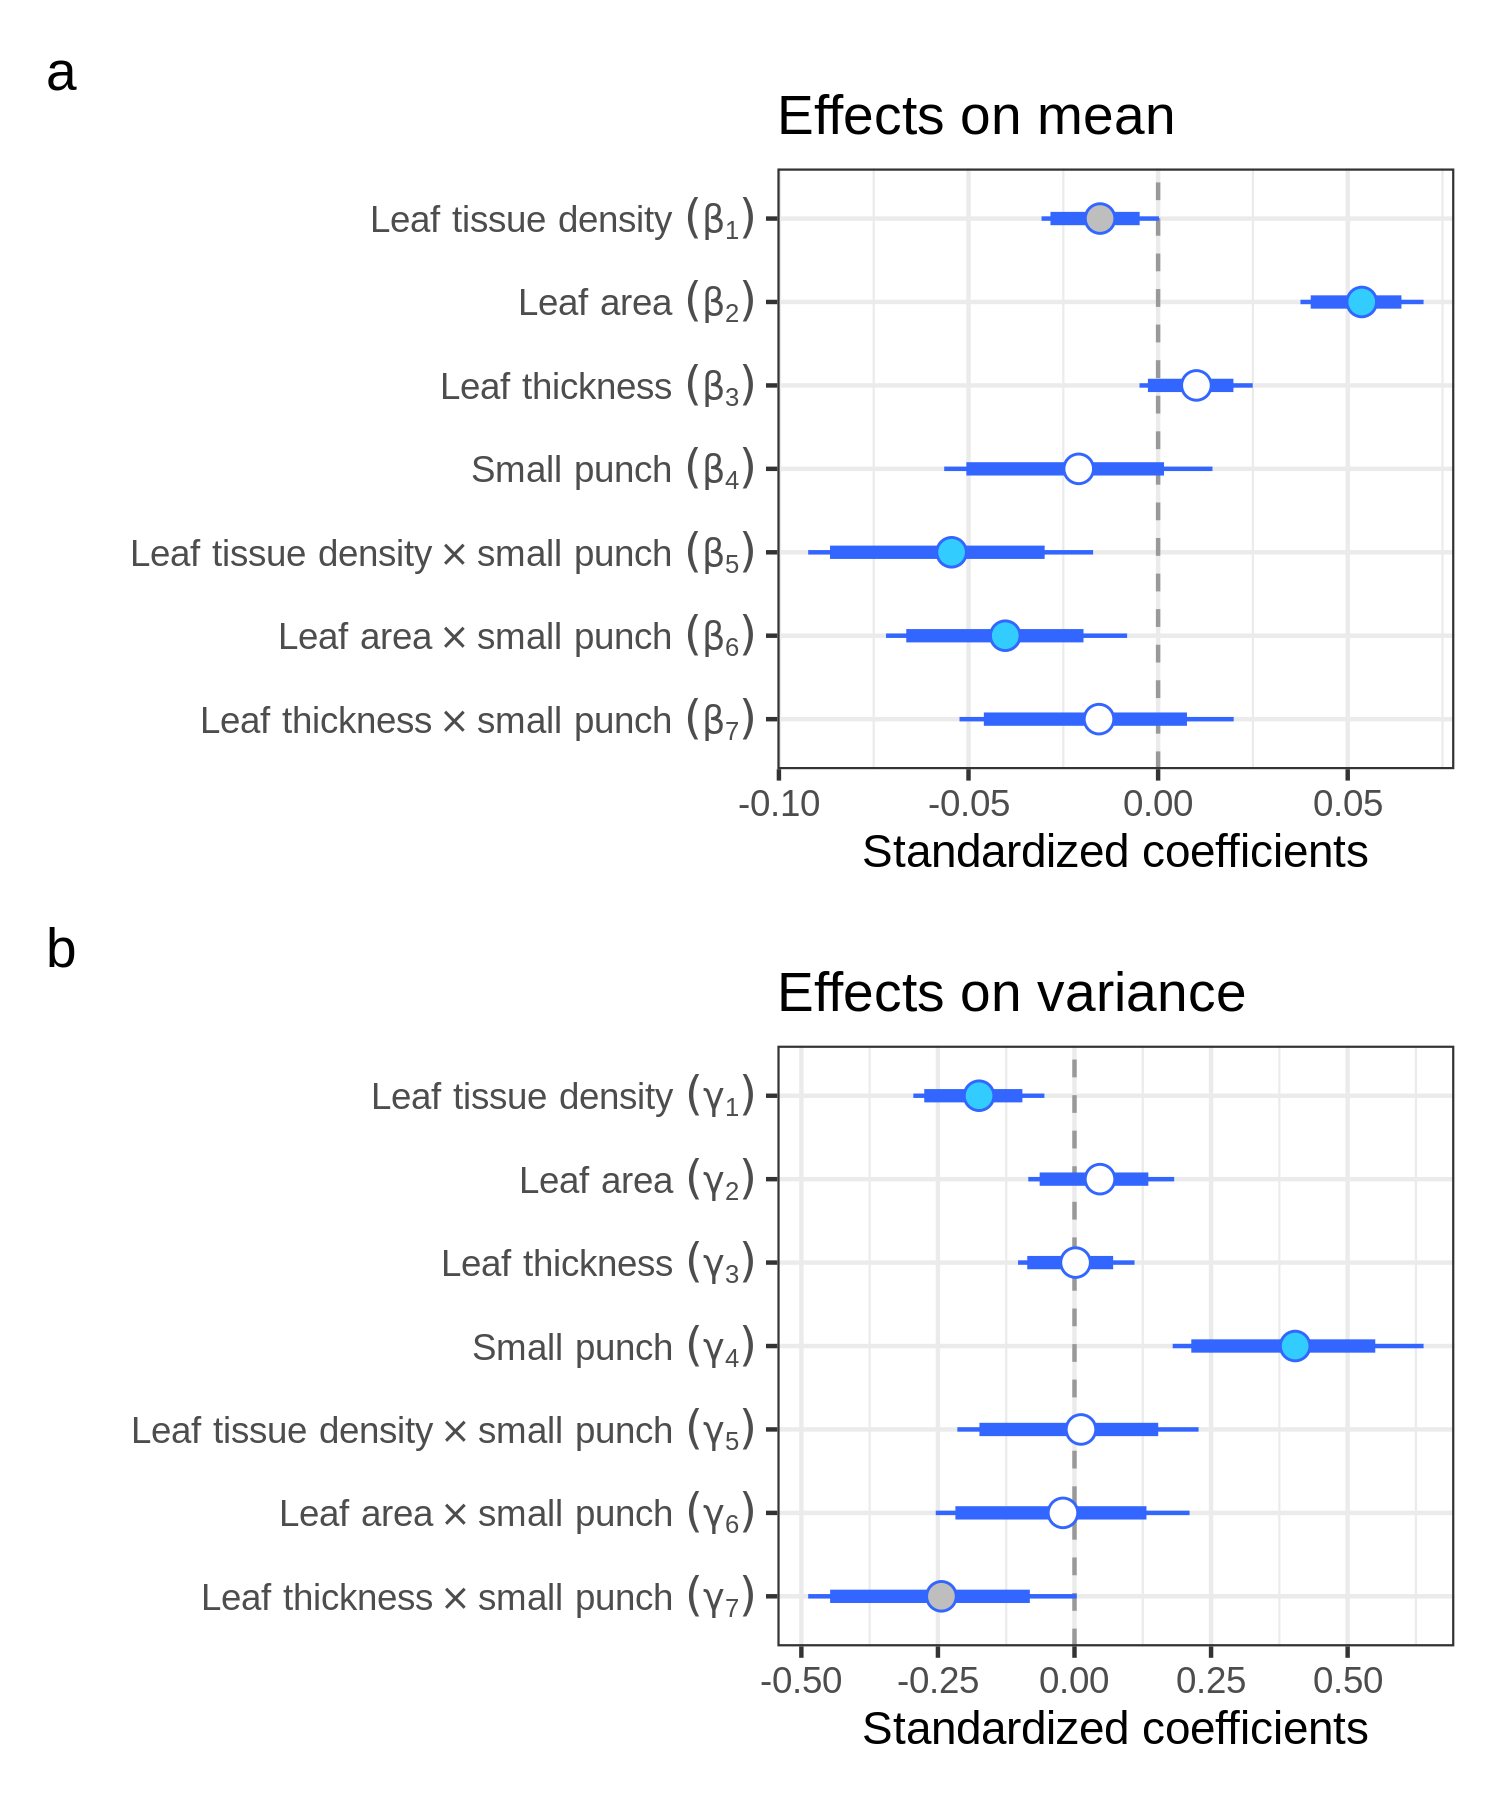 a
Effects on mean
Leaf tissue density (β₁)
Leaf area (β₂)
Leaf thickness (β₃)
Small punch (β₄)
Leaf tissue density × small punch (β₅)
Leaf area × small punch (β₆)
Leaf thickness × small punch (β₇)
-0.10 -0.05 0.00 0.05
Standardized coefficients
b
Effects on variance
Leaf tissue density (γ₁)
Leaf area (γ₂)
Leaf thickness (γ₃)
Small punch (γ₄)
Leaf tissue density × small punch (γ₅)
Leaf area × small punch (γ₆)
Leaf thickness × small punch (γ₇)
-0.50 -0.25 0.00 0.25 0.50
Standardized coefficients